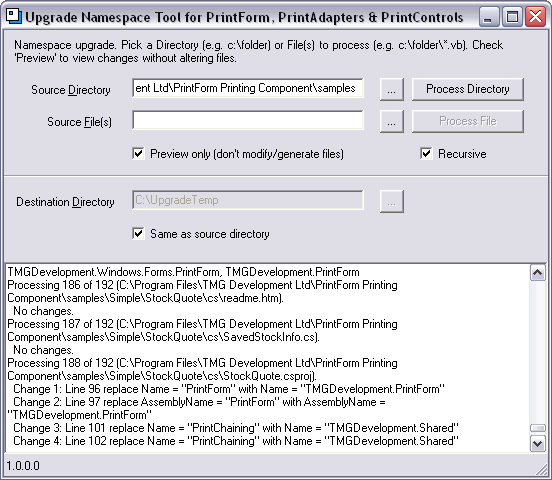 Upgrade Namespace Tool for PrintForm, PrintAdapters & PrintControls
Namespace upgrade. Pick a Directory (e.g. c:\folder) or File(s) to process (e.g. c:\folder\*.vb). Check
'Preview' to view changes without altering files.
Source Directory
ent Ltd\PrintForm Printing Component\samples
...
Process Directory
Source File(s)
...
Process File
Preview only (don't modify/generate files)
Recursive
Destination Directory
C:\UpgradeTemp
...
Same as source directory
TMGDevelopment.Windows.Forms.PrintForm, TMGDevelopment.PrintForm
Processing 186 of 192 (C:\Program Files\TMG Development Ltd\PrintForm Printing
Component\samples\Simple\StockQuote\cs\readme.htm).
No changes.
Processing 187 of 192 (C:\Program Files\TMG Development Ltd\PrintForm Printing
Component\samples\Simple\StockQuote\cs\SavedStockInfo.cs).
No changes.
Processing 188 of 192 (C:\Program Files\TMG Development Ltd\PrintForm Printing
Component\samples\Simple\StockQuote\cs\StockQuote.csproj).
Change 1: Line 96 replace Name = "PrintForm" with Name = "TMGDevelopment.PrintForm"
Change 2: Line 97 replace AssemblyName = "PrintForm" with AssemblyName =
"TMGDevelopment.PrintForm"
Change 3: Line 101 replace Name = "PrintChaining" with Name = "TMGDevelopment.Shared"
Change 4: Line 102 replace Name = "PrintChaining" with Name = "TMGDevelopment.Shared"
1.0.0.0